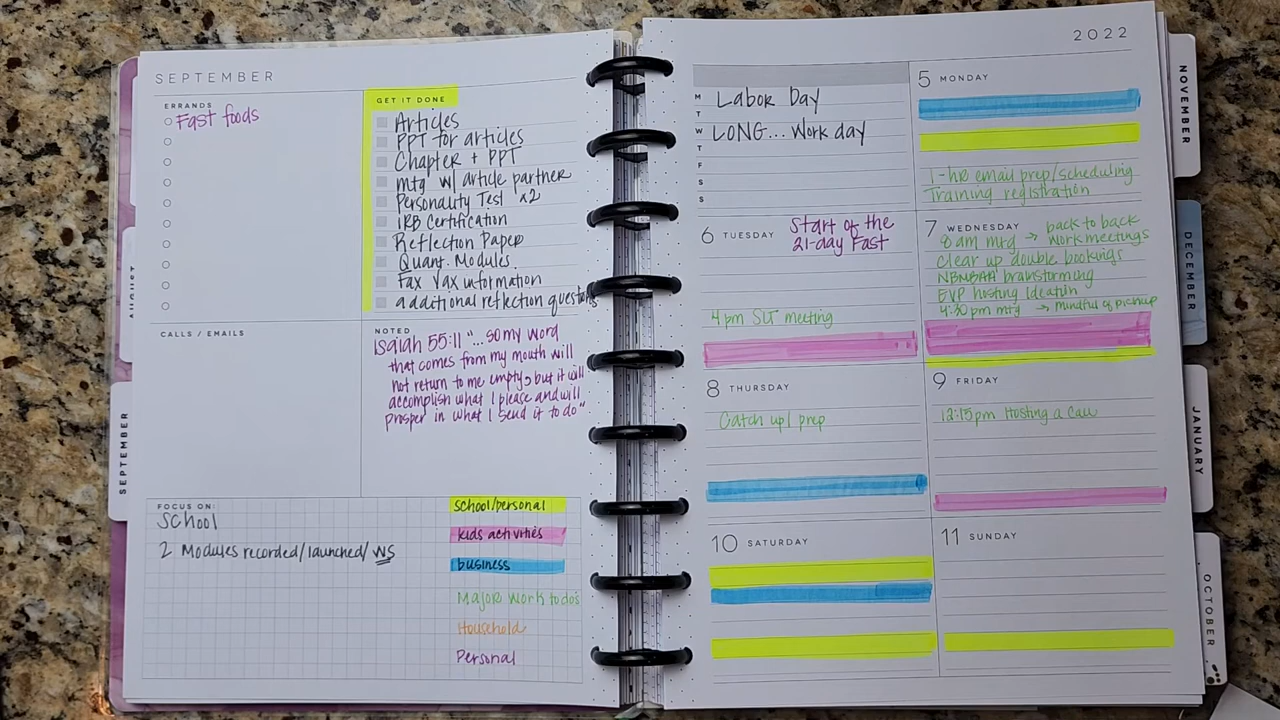 SEPTEMBER
ERRANDS
Fast foods
GET IT DONE
Articles
PPT for articles
Chapter + PPT
mtg w/ article partner
Personality Test x2
IRB Certification
Reflection Paper
Quant. Modules
Fax Vax information
additional reflection questions
CALLS / EMAILS
NOTED
Isaiah 55:11 "...so my word
that comes from my mouth will
not return to me empty, but it will
accomplish what I please and will
prosper in what I send it to do"
FOCUS ON:
School
2 Modules recorded/launched/WS
school/personal
kids activities
business
Major work to do's
Household
Personal
AUGUST
SEPTEMBER
2022
M Labor Day
T
W LONG... Work day
T
F
S
S
5 MONDAY
1-hr email prep/scheduling
Training registration
6 TUESDAY
Start of the
21-day Fast
4pm SLT meeting
7 WEDNESDAY
8am mtg → back to back
work meetings
Clear up double bookings
brainstorming
EVP hosting Ideation
4:30pm mtg → mindful of pickup
8 THURSDAY
Catch up/ prep
9 FRIDAY
12:15pm Hosting a call
10 SATURDAY
11 SUNDAY
NOVEMBER
DECEMBER
JANUARY
OCTOBER